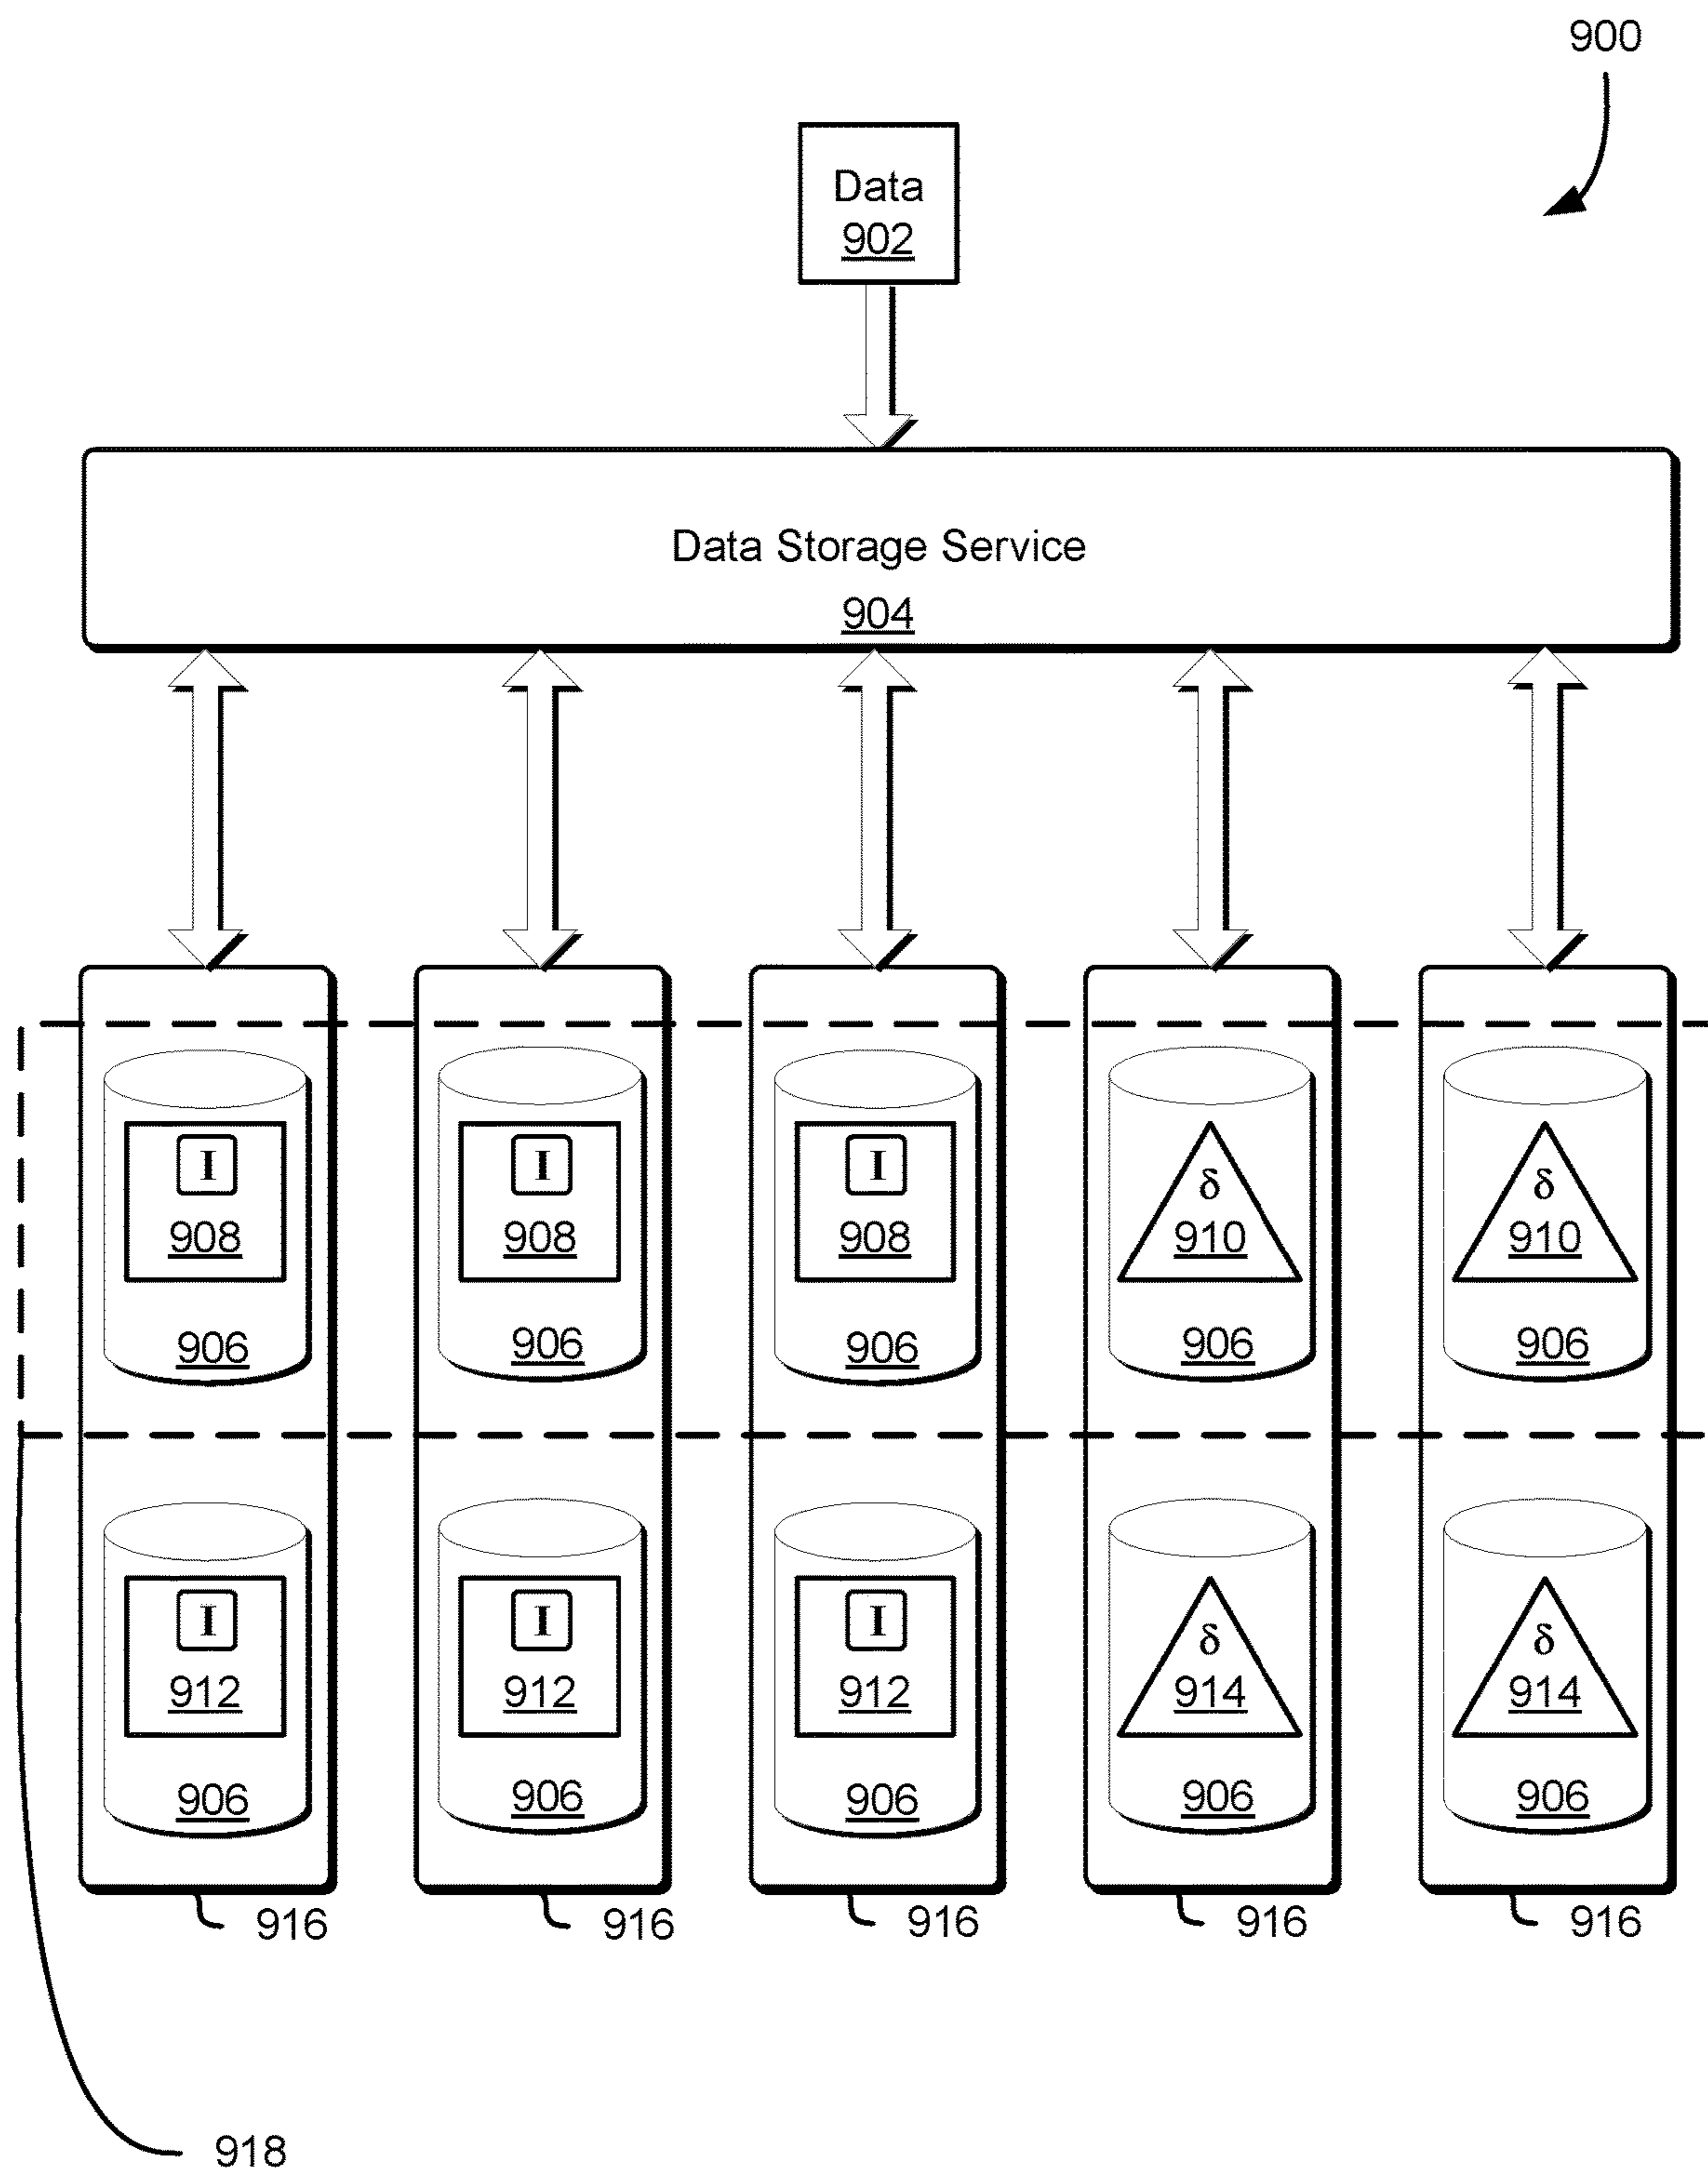 900
Data
902
Data Storage Service
904
I I I δ δ
908 908 908 910 910
906 906 906 906 906
I I I δ δ
912 912 912 914 914
906 906 906 906 906
916 916 916 916 916
918